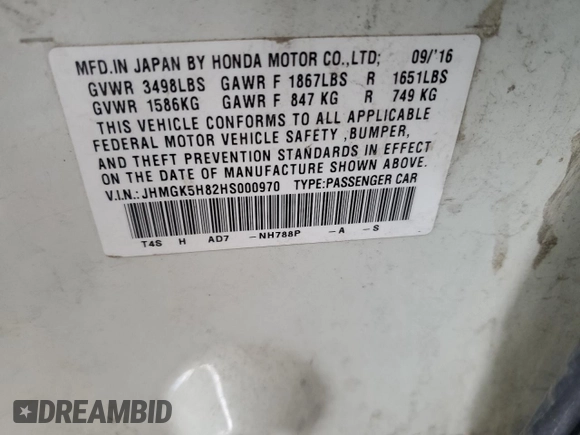 MFD.IN JAPAN BY HONDA MOTOR CO.,LTD; 09/'16
GVWR 3498LBS GAWR F 1867LBS R 1651LBS
GVWR 1586KG GAWR F 847 KG R 749 KG
THIS VEHICLE CONFORMS TO ALL APPLICABLE
FEDERAL MOTOR VEHICLE SAFETY ,BUMPER,
AND THEFT PREVENTION STANDARDS IN EFFECT
ON THE DATE OF MANUFACTURE SHOWN ABOVE.
V.I.N.: JHMGK5H82HS000970 TYPE:PASSENGER CAR
T4S H AD7 -NH788P -A -S
DREAMBID